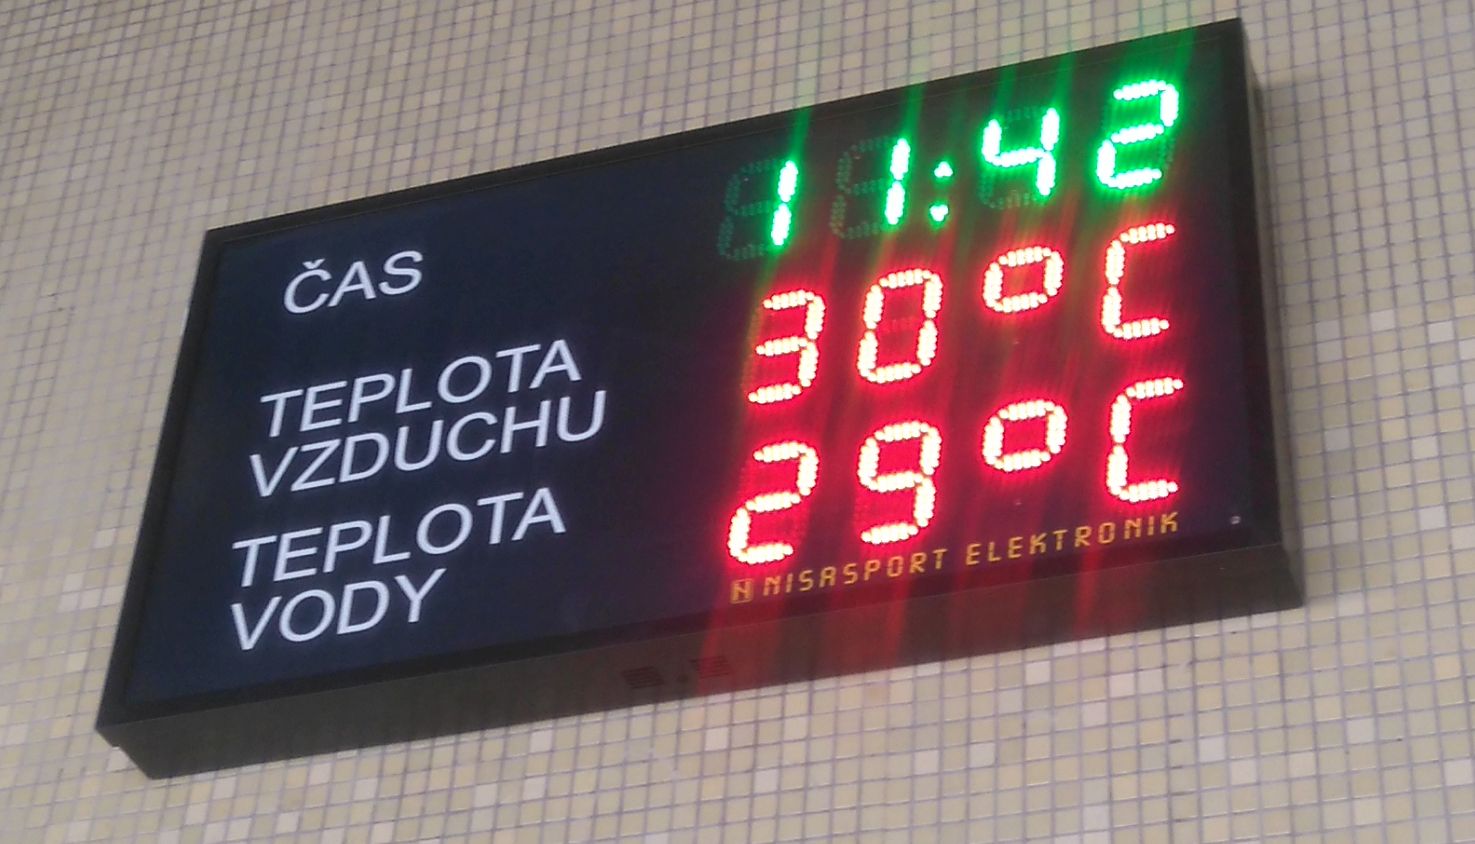 ČAS 11:42
TEPLOTA
VZDUCHU 30°C
TEPLOTA
VODY 29°C
N NISASPORT ELEKTRONIK